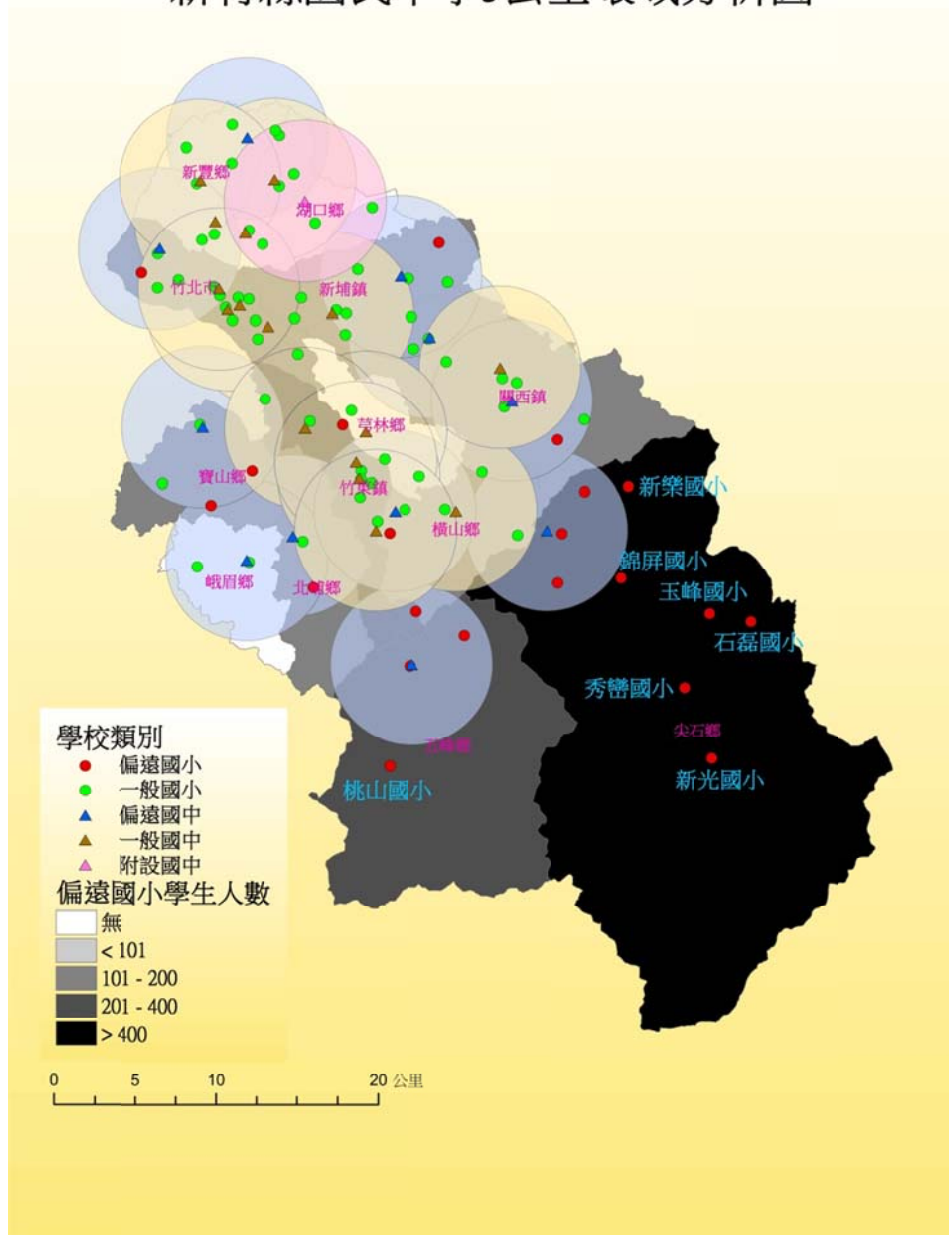 新竹縣國民中學5公里環域分析圖
新豐鄉
湖口鄉
竹北市
新埔鎮
關西鎮
芎林鄉
寶山鄉
竹東鎮
新樂國小
橫山鄉
錦屏國小
峨眉鄉
北埔鄉
玉峰國小
石磊國小
秀巒國小
尖石鄉
桃山國小
新光國小
學校類別
偏遠國小
一般國小
偏遠國中
一般國中
附設國中
偏遠國小學生人數
無
< 101
101 - 200
201 - 400
> 400
0 5 10 20 公里